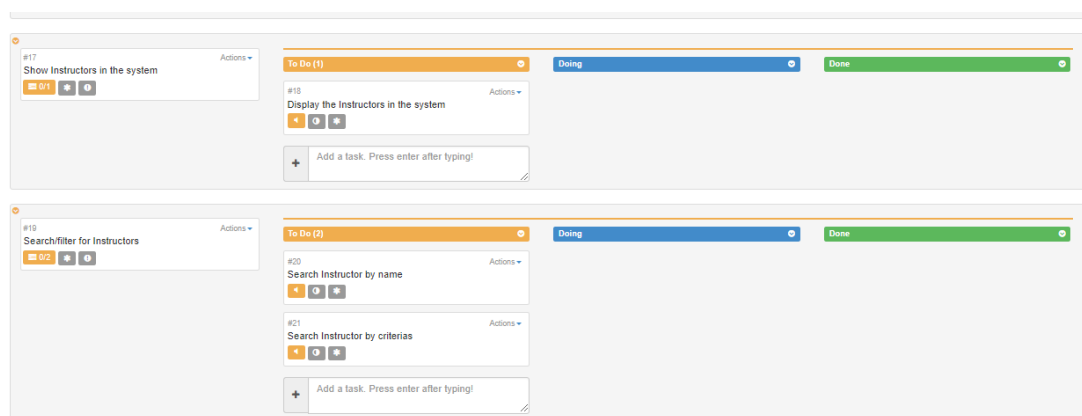 #17 Actions
Show Instructors in the system
0/1
To Do (1)
Doing
Done
#18 Actions
Display the Instructors in the system
Add a task. Press enter after typing!
#19 Actions
Search/filter for Instructors
0/2
To Do (2)
Doing
Done
#20 Actions
Search Instructor by name
#21 Actions
Search Instructor by criterias
Add a task. Press enter after typing!